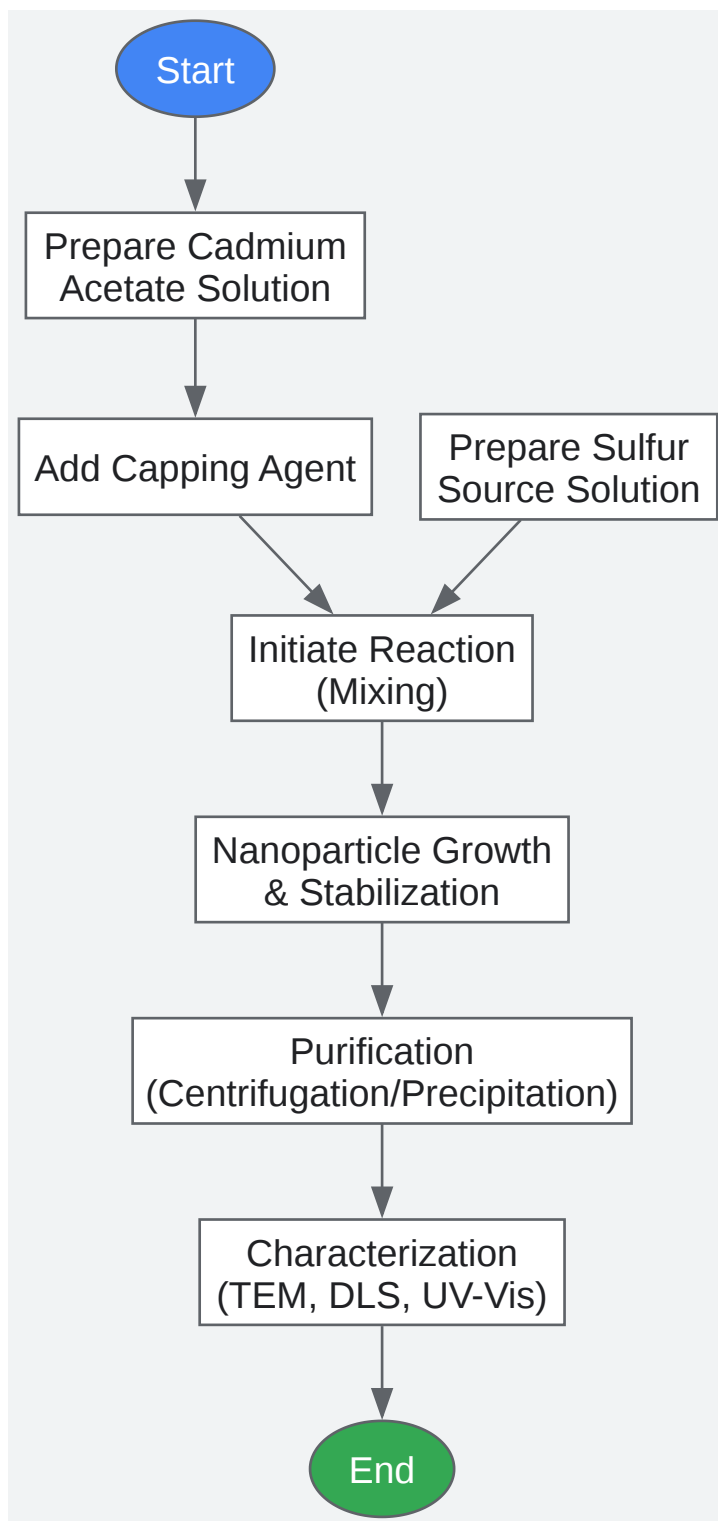 Start
Prepare Cadmium
Acetate Solution
Add Capping Agent
Prepare Sulfur
Source Solution
Initiate Reaction
(Mixing)
Nanoparticle Growth
& Stabilization
Purification
(Centrifugation/Precipitation)
Characterization
(TEM, DLS, UV-Vis)
End